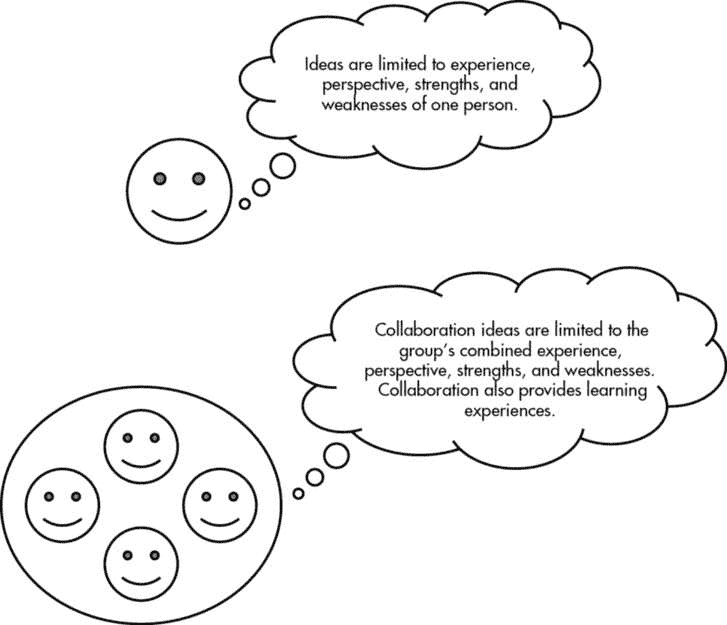 Ideas are limited to experience,
perspective, strengths, and
weaknesses of one person.
Collaboration ideas are limited to the
group's combined experience,
perspective, strengths, and weaknesses.
Collaboration also provides learning
experiences.